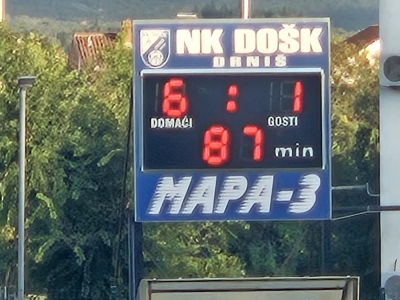 NK DOŠK
DRNIŠ
6 : 1
DOMAĆI GOSTI
87 min
MAPA-3